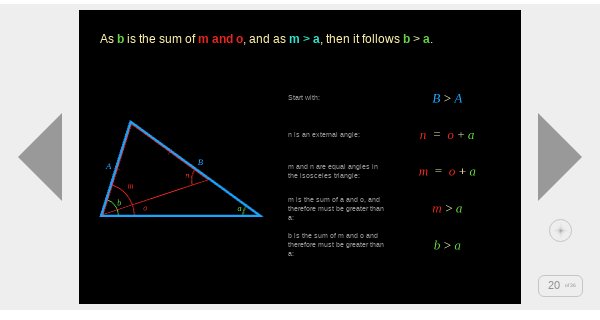 As b is the sum of m and o, and as m > a, then it follows b > a.
Start with:
B > A
n is an external angle:
n = o + a
m and n are equal angles in
the Isosceles triangle:
m = o + a
m is the sum of a and o, and
therefore must be greater than
a:
m > a
b is the sum of m and o and
therefore must be greater than
a:
b > a
A
B
n
m
b
o
a
20 of 36